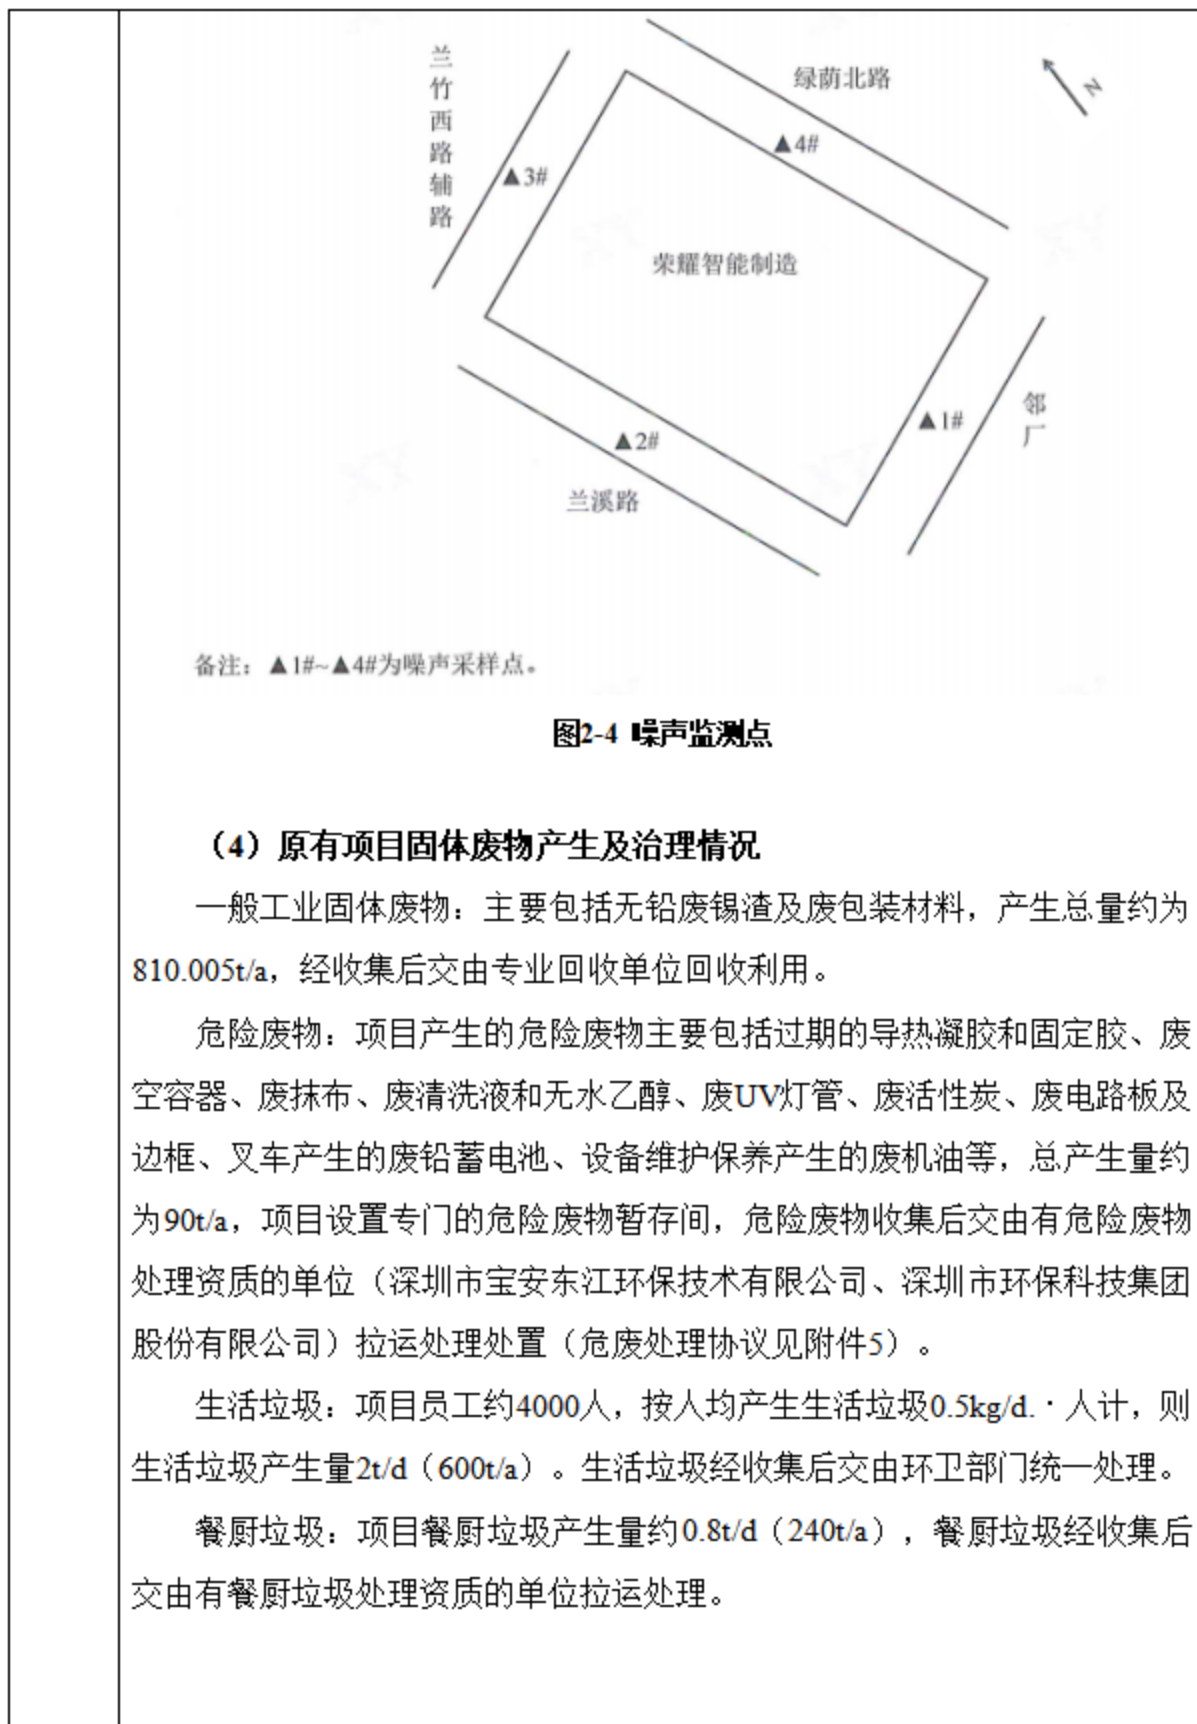 兰竹西路辅路
绿荫北路
N
▲4#
▲3#
荣耀智能制造
邻厂
▲1#
▲2#
兰溪路
备注：▲1#~▲4#为噪声采样点。
图2-4 噪声监测点
（4）原有项目固体废物产生及治理情况
一般工业固体废物：主要包括无铅废锡渣及废包装材料，产生总量约为
810.005t/a，经收集后交由专业回收单位回收利用。
危险废物：项目产生的危险废物主要包括过期的导热凝胶和固定胶、废
空容器、废抹布、废清洗液和无水乙醇、废UV灯管、废活性炭、废电路板及
边框、叉车产生的废铅蓄电池、设备维护保养产生的废机油等，总产生量约
为90t/a，项目设置专门的危险废物暂存间，危险废物收集后交由有危险废物
处理资质的单位（深圳市宝安东江环保技术有限公司、深圳市环保科技集团
股份有限公司）拉运处理处置（危废处理协议见附件5）。
生活垃圾：项目员工约4000人，按人均产生生活垃圾0.5kg/d.·人计，则
生活垃圾产生量2t/d（600t/a）。生活垃圾经收集后交由环卫部门统一处理。
餐厨垃圾：项目餐厨垃圾产生量约0.8t/d（240t/a），餐厨垃圾经收集后
交由有餐厨垃圾处理资质的单位拉运处理。